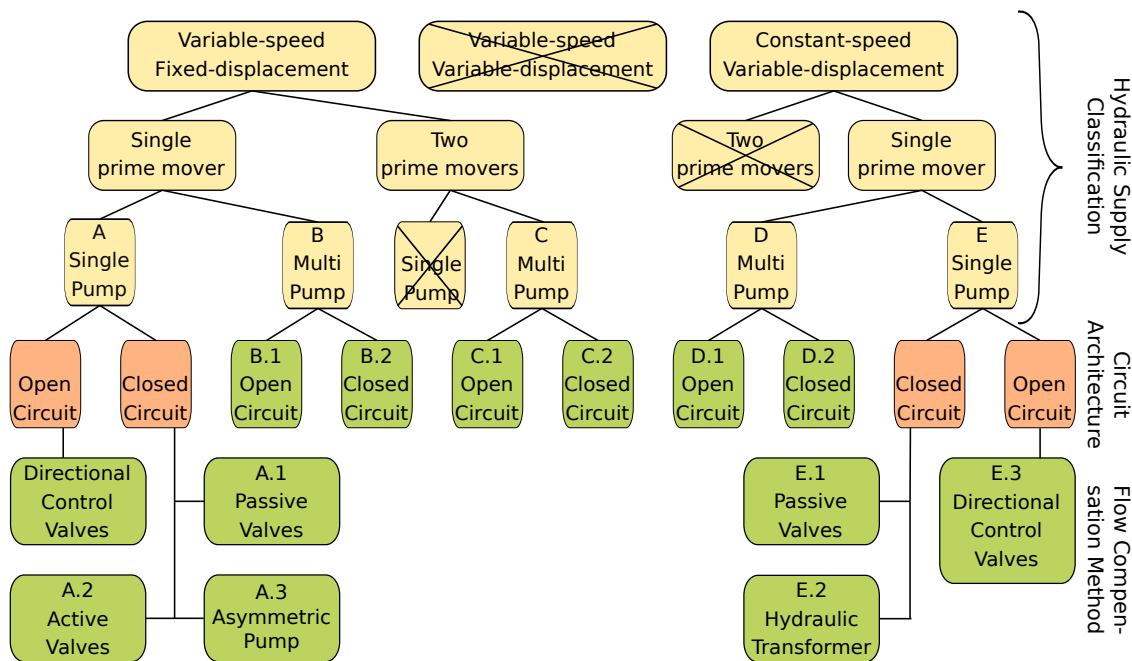 Variable-speed
Fixed-displacement
Variable-speed
Variable-displacement
Constant-speed
Variable-displacement
Single
prime mover
Two
prime movers
Two
prime movers
Single
prime mover
A
Single
Pump
B
Multi
Pump
Single
Pump
C
Multi
Pump
D
Multi
Pump
E
Single
Pump
Hydraulic Supply
Classification
Open
Circuit
Closed
Circuit
B.1
Open
Circuit
B.2
Closed
Circuit
C.1
Open
Circuit
C.2
Closed
Circuit
D.1
Open
Circuit
D.2
Closed
Circuit
Closed
Circuit
Open
Circuit
Circuit
Architecture
Directional
Control
Valves
A.1
Passive
Valves
E.1
Passive
Valves
E.3
Directional
Control
Valves
A.2
Active
Valves
A.3
Asymmetric
Pump
E.2
Hydraulic
Transformer
Flow Compen-
sation Method